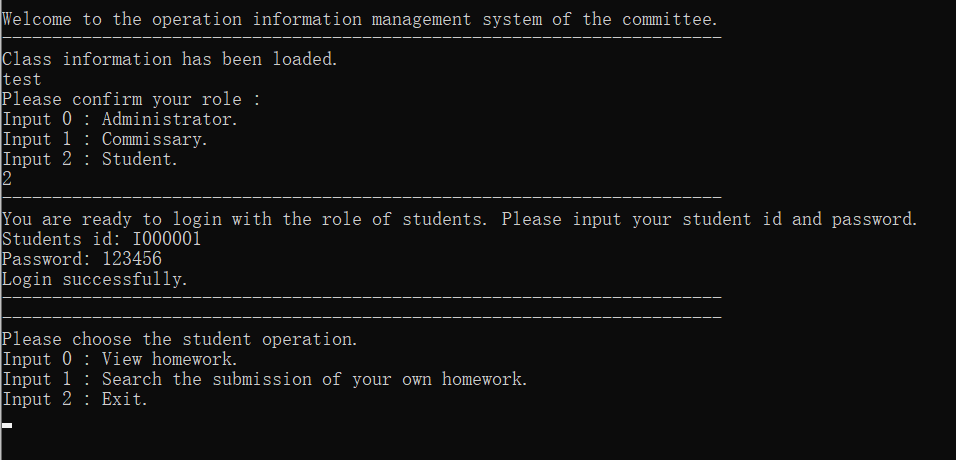 Welcome to the operation information management system of the committee.
------------------------------------------------------------------------
Class information has been loaded.
test
Please confirm your role :
Input 0 : Administrator.
Input 1 : Commissary.
Input 2 : Student.
2
------------------------------------------------------------------------
You are ready to login with the role of students. Please input your student id and password.
Students id: I000001
Password: 123456
Login successfully.
------------------------------------------------------------------------
------------------------------------------------------------------------
Please choose the student operation.
Input 0 : View homework.
Input 1 : Search the submission of your own homework.
Input 2 : Exit.